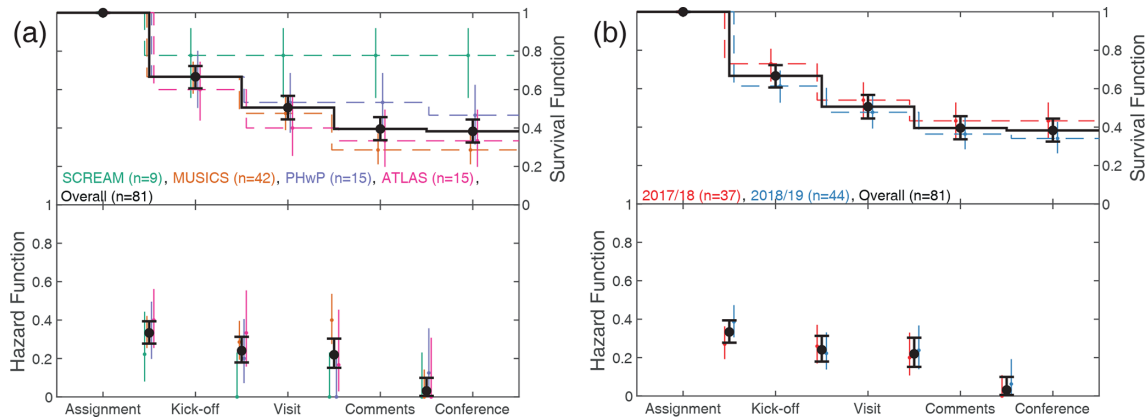 (a)
1
0.8
0.6
0.4
0.2
0
Survival Function
SCREAM (n=9), MUSICS (n=42), PHwP (n=15), ATLAS (n=15),
Overall (n=81)
1
0.8
0.6
0.4
0.2
0
Hazard Function
Assignment Kick-off Visit Comments Conference
(b)
1
0.8
0.6
0.4
0.2
0
Survival Function
2017/18 (n=37), 2018/19 (n=44), Overall (n=81)
1
0.8
0.6
0.4
0.2
0
Hazard Function
Assignment Kick-off Visit Comments Conference